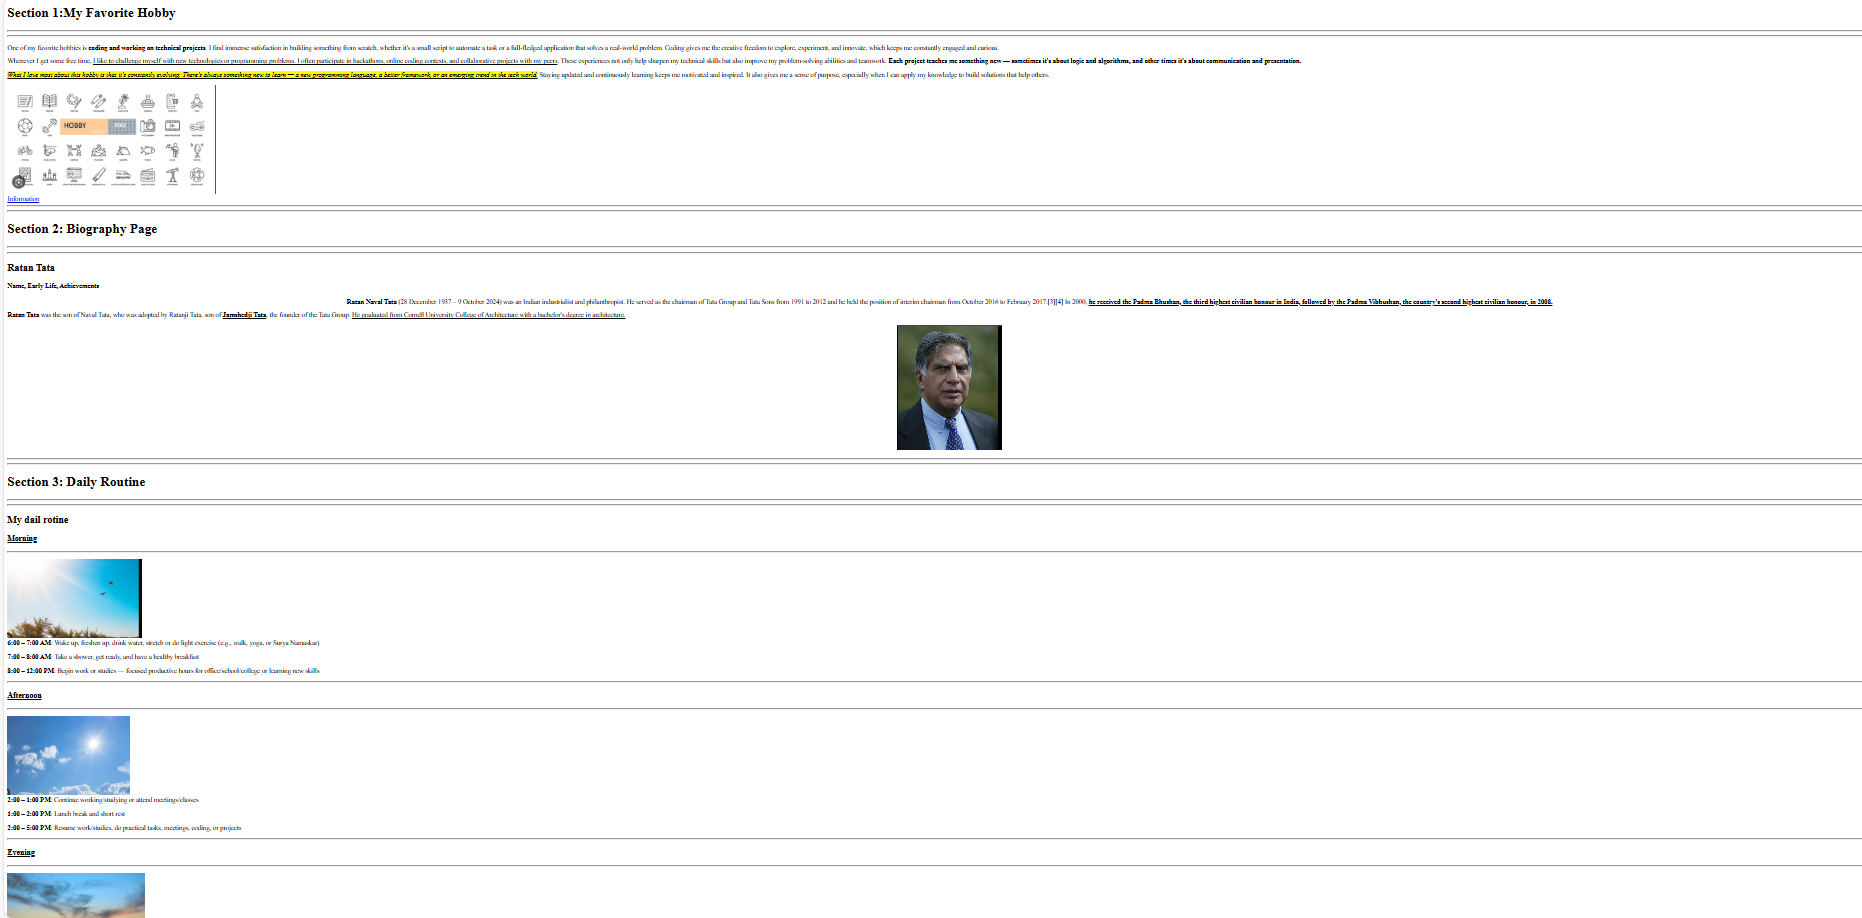 Section 1:My Favorite Hobby
One of my favorite hobbies is coding and working on technical projects. I find immense satisfaction in building something from scratch, whether it's a small script to automate a task or a full-fledged application that solves a real-world problem. Coding gives me the creative freedom to explore, experiment, and innovate, which keeps me constantly engaged and curious.
Whenever I get some free time, I like to challenge myself with new technologies or programming problems. I often participate in hackathons, online coding contests, and collaborative projects with my peers. These experiences not only help sharpen my technical skills but also improve my problem-solving abilities and teamwork. Each project teaches me something new — sometimes it's about logic and algorithms, and other times it's about communication and presentation.
What I love most about this hobby is that it's constantly evolving. There's always something new to learn — a new programming language, a better framework, or an emerging trend in the tech world. Staying updated and continuously learning keeps me motivated and inspired. It also gives me a sense of purpose, especially when I can apply my knowledge to build solutions that help others.
HOBBY
Information
Section 2: Biography Page
Ratan Tata
Name, Early Life, Achievements
Ratan Naval Tata (28 December 1937 – 9 October 2024) was an Indian industrialist and philanthropist. He served as the chairman of Tata Group and Tata Sons from 1991 to 2012 and he held the position of interim chairman from October 2016 to February 2017.[3][4] In 2000, he received the Padma Bhushan, the third highest civilian honour in India, followed by the Padma Vibhushan, the country's second highest civilian honour, in 2008.
Ratan Tata was the son of Naval Tata, who was adopted by Ratanji Tata, son of Jamshedji Tata, the founder of the Tata Group. He graduated from Cornell University College of Architecture with a bachelor's degree in architecture.
Section 3: Daily Routine
My dail rotine
Morning
6:00 – 7:00 AM: Wake up, freshen up, drink water, stretch or do light exercise (e.g., walk, yoga, or Surya Namaskar)
7:00 – 8:00 AM: Take a shower, get ready, and have a healthy breakfast
8:00 – 12:00 PM: Begin work or studies — focused productive hours for office/school/college or learning new skills
Afternoon
2:00 – 1:00 PM: Continue working/studying or attend meetings/classes
1:00 – 2:00 PM: Lunch break and short rest
2:00 – 5:00 PM: Resume work/studies, do practical tasks, meetings, coding, or projects
Evening